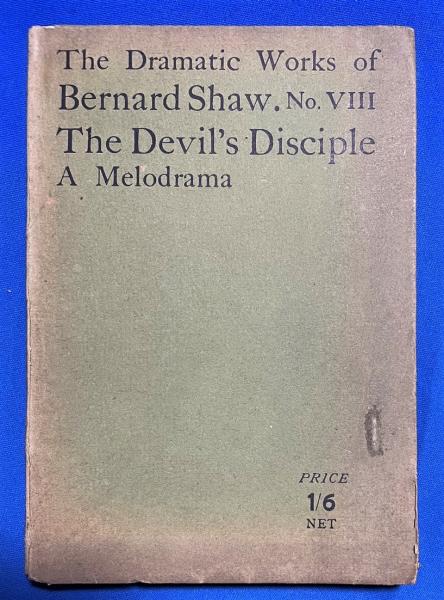 The Dramatic Works of
Bernard Shaw. No. VIII
The Devil's Disciple
A Melodrama
PRICE
1/6
NET